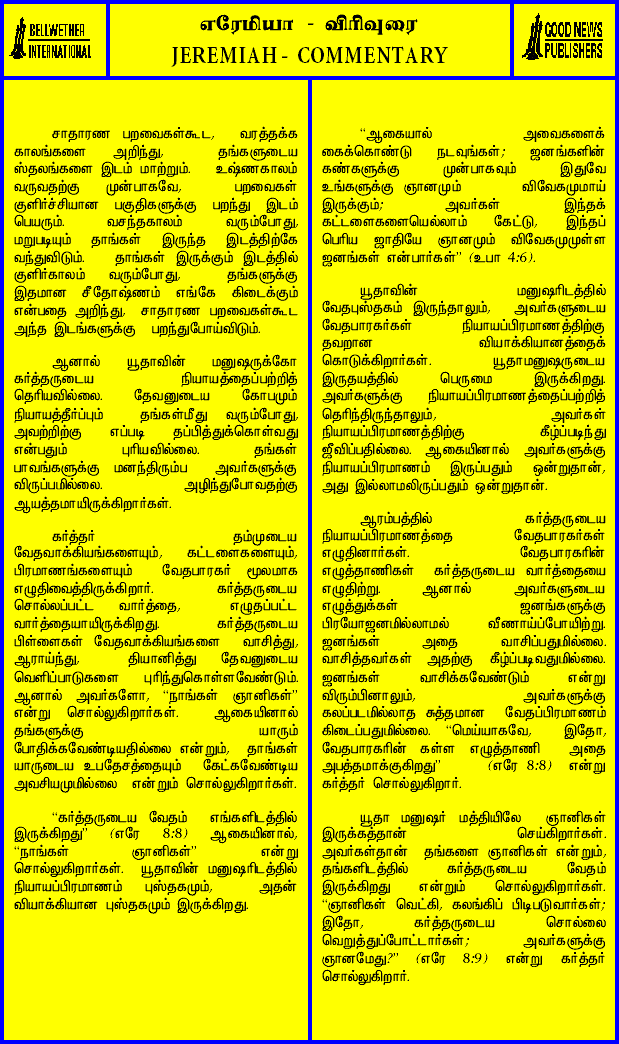 BELLWETHER
INTERNATIONAL
எரேமியா - விரிவுரை
JEREMIAH - COMMENTARY
GOOD NEWS
PUBLISHERS
சாதாரண பறவைகள்கூட, வரத்தக்க
காலங்களை அறிந்து, தங்களுடைய
ஸ்தலங்களை இடம் மாற்றும். உஷ்ணகாலம்
வருவதற்கு முன்பாகவே, பறவைகள்
குளிர்ச்சியான பகுதிகளுக்கு பறந்து இடம்
பெயரும். வசந்தகாலம் வரும்போது,
மறுபடியும் தாங்கள் இருந்த இடத்திற்கே
வந்துவிடும். தாங்கள் இருக்கும் இடத்தில்
குளிர்காலம் வரும்போது, தங்களுக்கு
இதமான சீதோஷ்ணம் எங்கே கிடைக்கும்
என்பதை அறிந்து, சாதாரண பறவைகள்கூட
அந்த இடங்களுக்கு பறந்துபோய்விடும்.
ஆனால் யூதாவின் மனுஷருக்கோ
கர்த்தருடைய நியாயத்தைப்பற்றித்
தெரியவில்லை. தேவனுடைய கோபமும்
நியாயத்தீர்ப்பும் தங்கள்மீது வரும்போது,
அவற்றிற்கு எப்படி தப்பித்துக்கொள்வது
என்பதும் புரியவில்லை. தங்கள்
பாவங்களுக்கு மனந்திரும்ப அவர்களுக்கு
விருப்பமில்லை. அழிந்துபோவதற்கு
ஆயத்தமாயிருக்கிறார்கள்.
கர்த்தர் தம்முடைய
வேதவாக்கியங்களையும், கட்டளைகளையும்,
பிரமாணங்களையும் வேதபாரகர் மூலமாக
எழுதிவைத்திருக்கிறார். கர்த்தருடைய
சொல்லப்பட்ட வார்த்தை, எழுதப்பட்ட
வார்த்தையாயிருக்கிறது. கர்த்தருடைய
பிள்ளைகள் வேதவாக்கியங்களை வாசித்து,
ஆராய்ந்து, தியானித்து தேவனுடைய
வெளிப்பாடுகளை புரிந்துகொள்ளவேண்டும்.
ஆனால் அவர்களோ, “நாங்கள் ஞானிகள்”
என்று சொல்லுகிறார்கள். ஆகையினால்
தங்களுக்கு யாரும்
போதிக்கவேண்டியதில்லை என்றும், தாங்கள்
யாருடைய உபதேசத்தையும் கேட்கவேண்டிய
அவசியமுமில்லை என்றும் சொல்லுகிறார்கள்.
“கர்த்தருடைய வேதம் எங்களிடத்தில்
இருக்கிறது” (எரே 8:8) ஆகையினால்,
“நாங்கள் ஞானிகள்” என்று
சொல்லுகிறார்கள். யூதாவின் மனுஷரிடத்தில்
நியாயப்பிரமாணம் புஸ்தகமும், அதன்
வியாக்கியான புஸ்தகமும் இருக்கிறது.
“ஆகையால் அவைகளைக்
கைக்கொண்டு நடவுங்கள்; ஜனங்களின்
கண்களுக்கு முன்பாகவும் இதுவே
உங்களுக்கு ஞானமும் விவேகமுமாய்
இருக்கும்; அவர்கள் இந்தக்
கட்டளைகளையெல்லாம் கேட்டு, இந்தப்
பெரிய ஜாதியே ஞானமும் விவேகமுமுள்ள
ஜனங்கள் என்பார்கள்” (உபா 4:6).
யூதாவின் மனுஷரிடத்தில்
வேதபுஸ்தகம் இருந்தாலும், அவர்களுடைய
வேதபாரகர்கள் நியாயப்பிரமாணத்திற்கு
தவறான வியாக்கியானத்தைக்
கொடுக்கிறார்கள். யூதாமனுஷருடைய
இருதயத்தில் பெருமை இருக்கிறது.
அவர்களுக்கு நியாயப்பிரமாணத்தைப்பற்றித்
தெரிந்திருந்தாலும், அவர்கள்
நியாயப்பிரமாணத்திற்கு கீழ்ப்படிந்து
ஜீவிப்பதில்லை. ஆகையினால் அவர்களுக்கு
நியாயப்பிரமாணம் இருப்பதும் ஒன்றுதான்,
அது இல்லாமலிருப்பதும் ஒன்றுதான்.
ஆரம்பத்தில் கர்த்தருடைய
நியாயப்பிரமாணத்தை வேதபாரகர்கள்
எழுதினார்கள். வேதபாரகரின்
எழுத்தாணிகள் கர்த்தருடைய வார்த்தையை
எழுதிற்று. ஆனால் அவர்களுடைய
எழுத்துக்கள் ஜனங்களுக்கு
பிரயோஜனமில்லாமல் வீணாய்ப்போயிற்று.
ஜனங்கள் அதை வாசிப்பதுமில்லை.
வாசித்தவர்கள் அதற்கு கீழ்ப்படிவதுமில்லை.
ஜனங்கள் வாசிக்கவேண்டும் என்று
விரும்பினாலும், அவர்களுக்கு
கலப்படமில்லாத சுத்தமான வேதப்பிரமாணம்
கிடைப்பதுமில்லை. “மெய்யாகவே, இதோ,
வேதபாரகரின் கள்ள எழுத்தாணி அதை
அபத்தமாக்குகிறது” (எரே 8:8) என்று
கர்த்தர் சொல்லுகிறார்.
யூதா மனுஷர் மத்தியிலே ஞானிகள்
இருக்கத்தான் செய்கிறார்கள்.
அவர்கள்தான் தங்களை ஞானிகள் என்றும்,
தங்களிடத்தில் கர்த்தருடைய வேதம்
இருக்கிறது என்றும் சொல்லுகிறார்கள்.
“ஞானிகள் வெட்கி, கலங்கிப் பிடிபடுவார்கள்;
இதோ, கர்த்தருடைய சொல்லை
வெறுத்துப்போட்டார்கள்; அவர்களுக்கு
ஞானமேது?” (எரே 8:9) என்று கர்த்தர்
சொல்லுகிறார்.